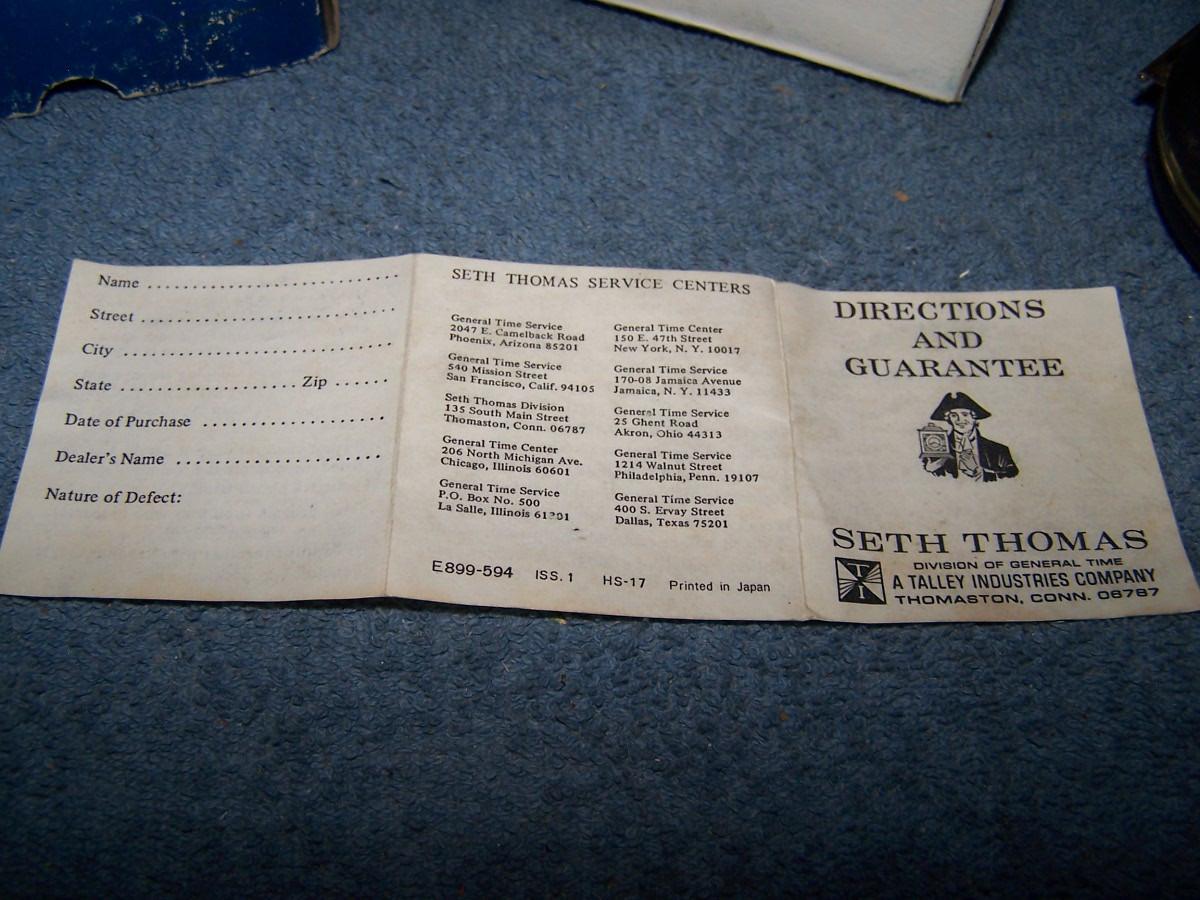 Name ........................................
Street ........................................
City ........................................
State ........................... Zip ......
Date of Purchase ............................
Dealer's Name ...............................
Nature of Defect:
SETH THOMAS SERVICE CENTERS
General Time Service
2047 E. Camelback Road
Phoenix, Arizona 85201
General Time Service
540 Mission Street
San Francisco, Calif. 94105
Seth Thomas Division
135 South Main Street
Thomaston, Conn. 06787
General Time Center
206 North Michigan Ave.
Chicago, Illinois 60601
General Time Service
P.O. Box No. 500
La Salle, Illinois 61301
General Time Center
150 E. 47th Street
New York, N. Y. 10017
General Time Service
170-08 Jamaica Avenue
Jamaica, N. Y. 11433
General Time Service
25 Ghent Road
Akron, Ohio 44313
General Time Service
1214 Walnut Street
Philadelphia, Penn. 19107
General Time Service
400 S. Ervay Street
Dallas, Texas 75201
E899-594 ISS. 1 HS-17 Printed in Japan
DIRECTIONS
AND
GUARANTEE
SETH THOMAS
DIVISION OF GENERAL TIME
A TALLEY INDUSTRIES COMPANY
THOMASTON, CONN. 06787
T I